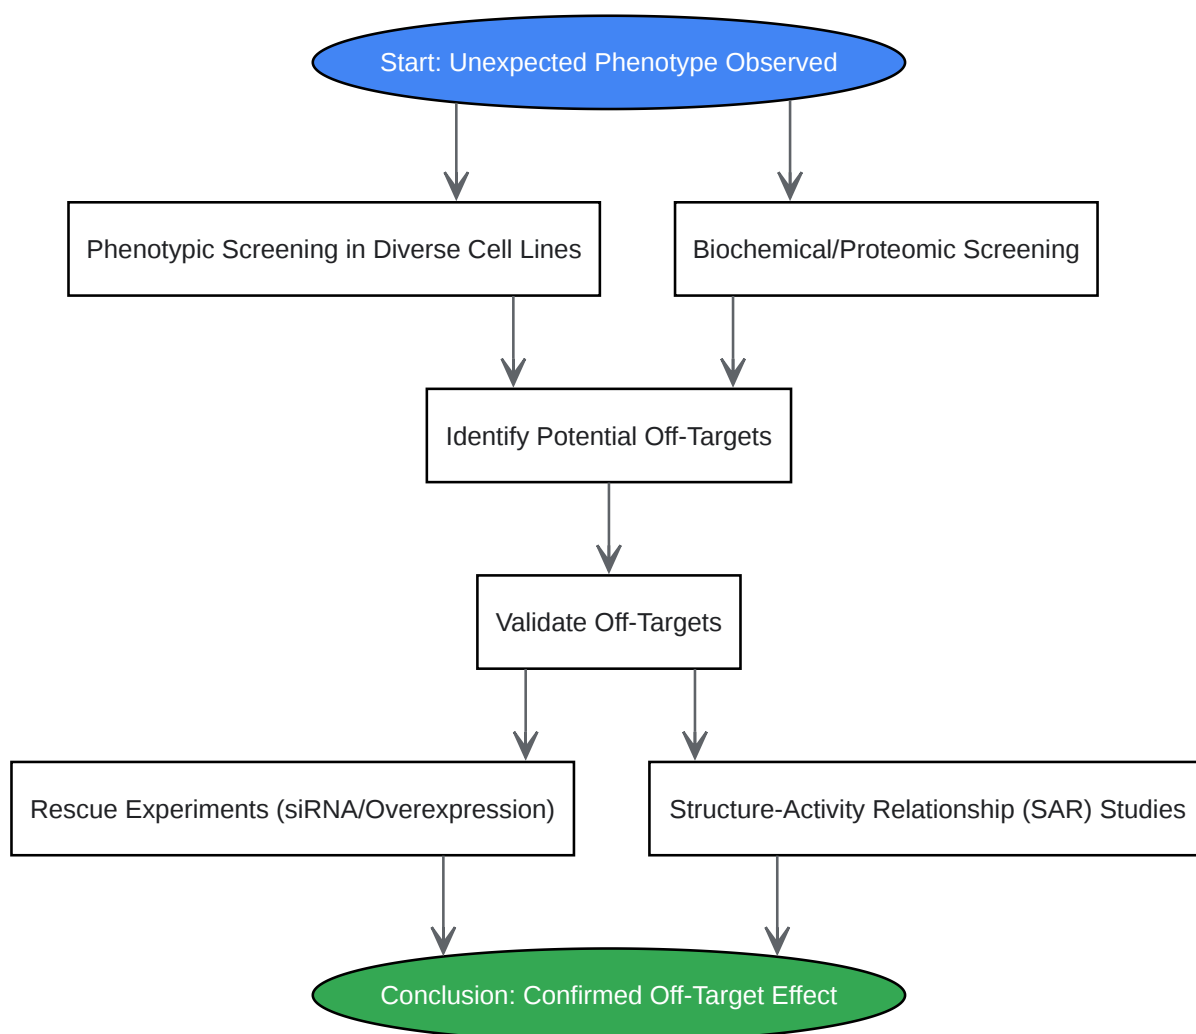 Start: Unexpected Phenotype Observed
Phenotypic Screening in Diverse Cell Lines
Biochemical/Proteomic Screening
Identify Potential Off-Targets
Validate Off-Targets
Rescue Experiments (siRNA/Overexpression)
Structure-Activity Relationship (SAR) Studies
Conclusion: Confirmed Off-Target Effect